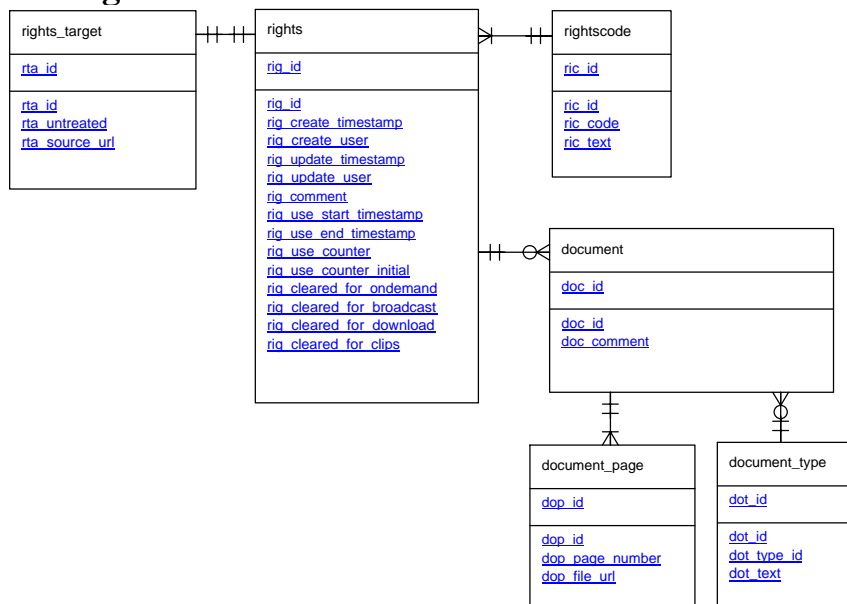 rights_target
rta_id
rta_id
rta_untreated
rta_source_url
rights
rig_id
rig_id
rig_create_timestamp
rig_create_user
rig_update_timestamp
rig_update_user
rig_comment
rig_use_start_timestamp
rig_use_end_timestamp
rig_use_counter
rig_use_counter_initial
rig_cleared_for_ondemand
rig_cleared_for_broadcast
rig_cleared_for_download
rig_cleared_for_clips
rightscode
ric_id
ric_id
ric_code
ric_text
document
doc_id
doc_id
doc_comment
document_page
dop_id
dop_id
dop_page_number
dop_file_url
document_type
dot_id
dot_id
dot_type_id
dot_text